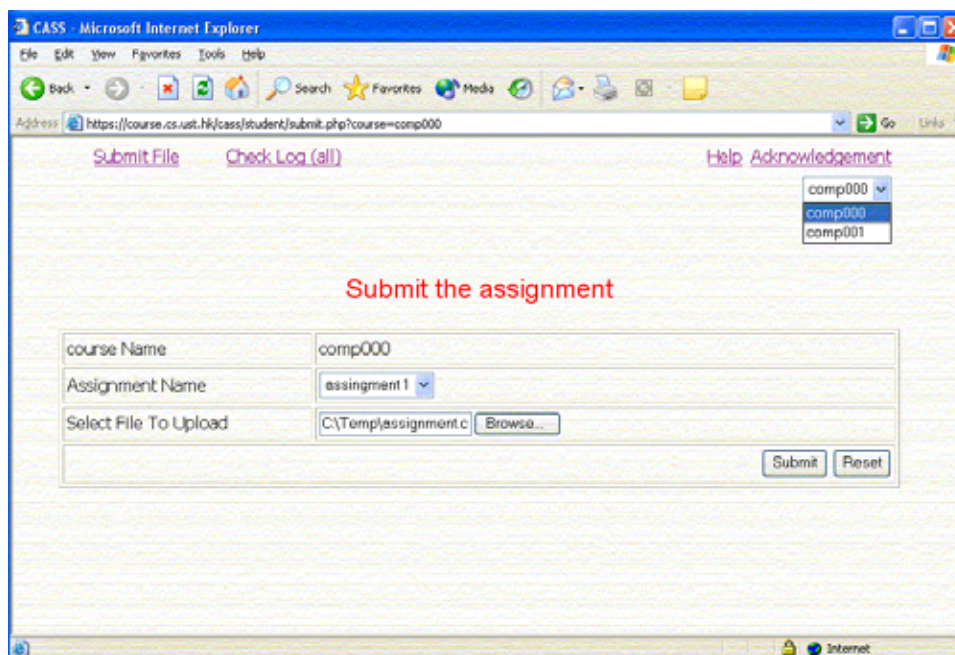 CASS - Microsoft Internet Explorer
File Edit View Favorites Tools Help
Back Search Favorites Media
Address https://course.cs.ust.hk/cass/student/submit.php?course=comp000 Go Links
Submit File Check Log (all) Help Acknowledgement
comp000
comp000
comp001
Submit the assignment
course Name comp000
Assignment Name assingment1
Select File To Upload C:\Temp\assignment.c Browse...
Submit Reset
Internet